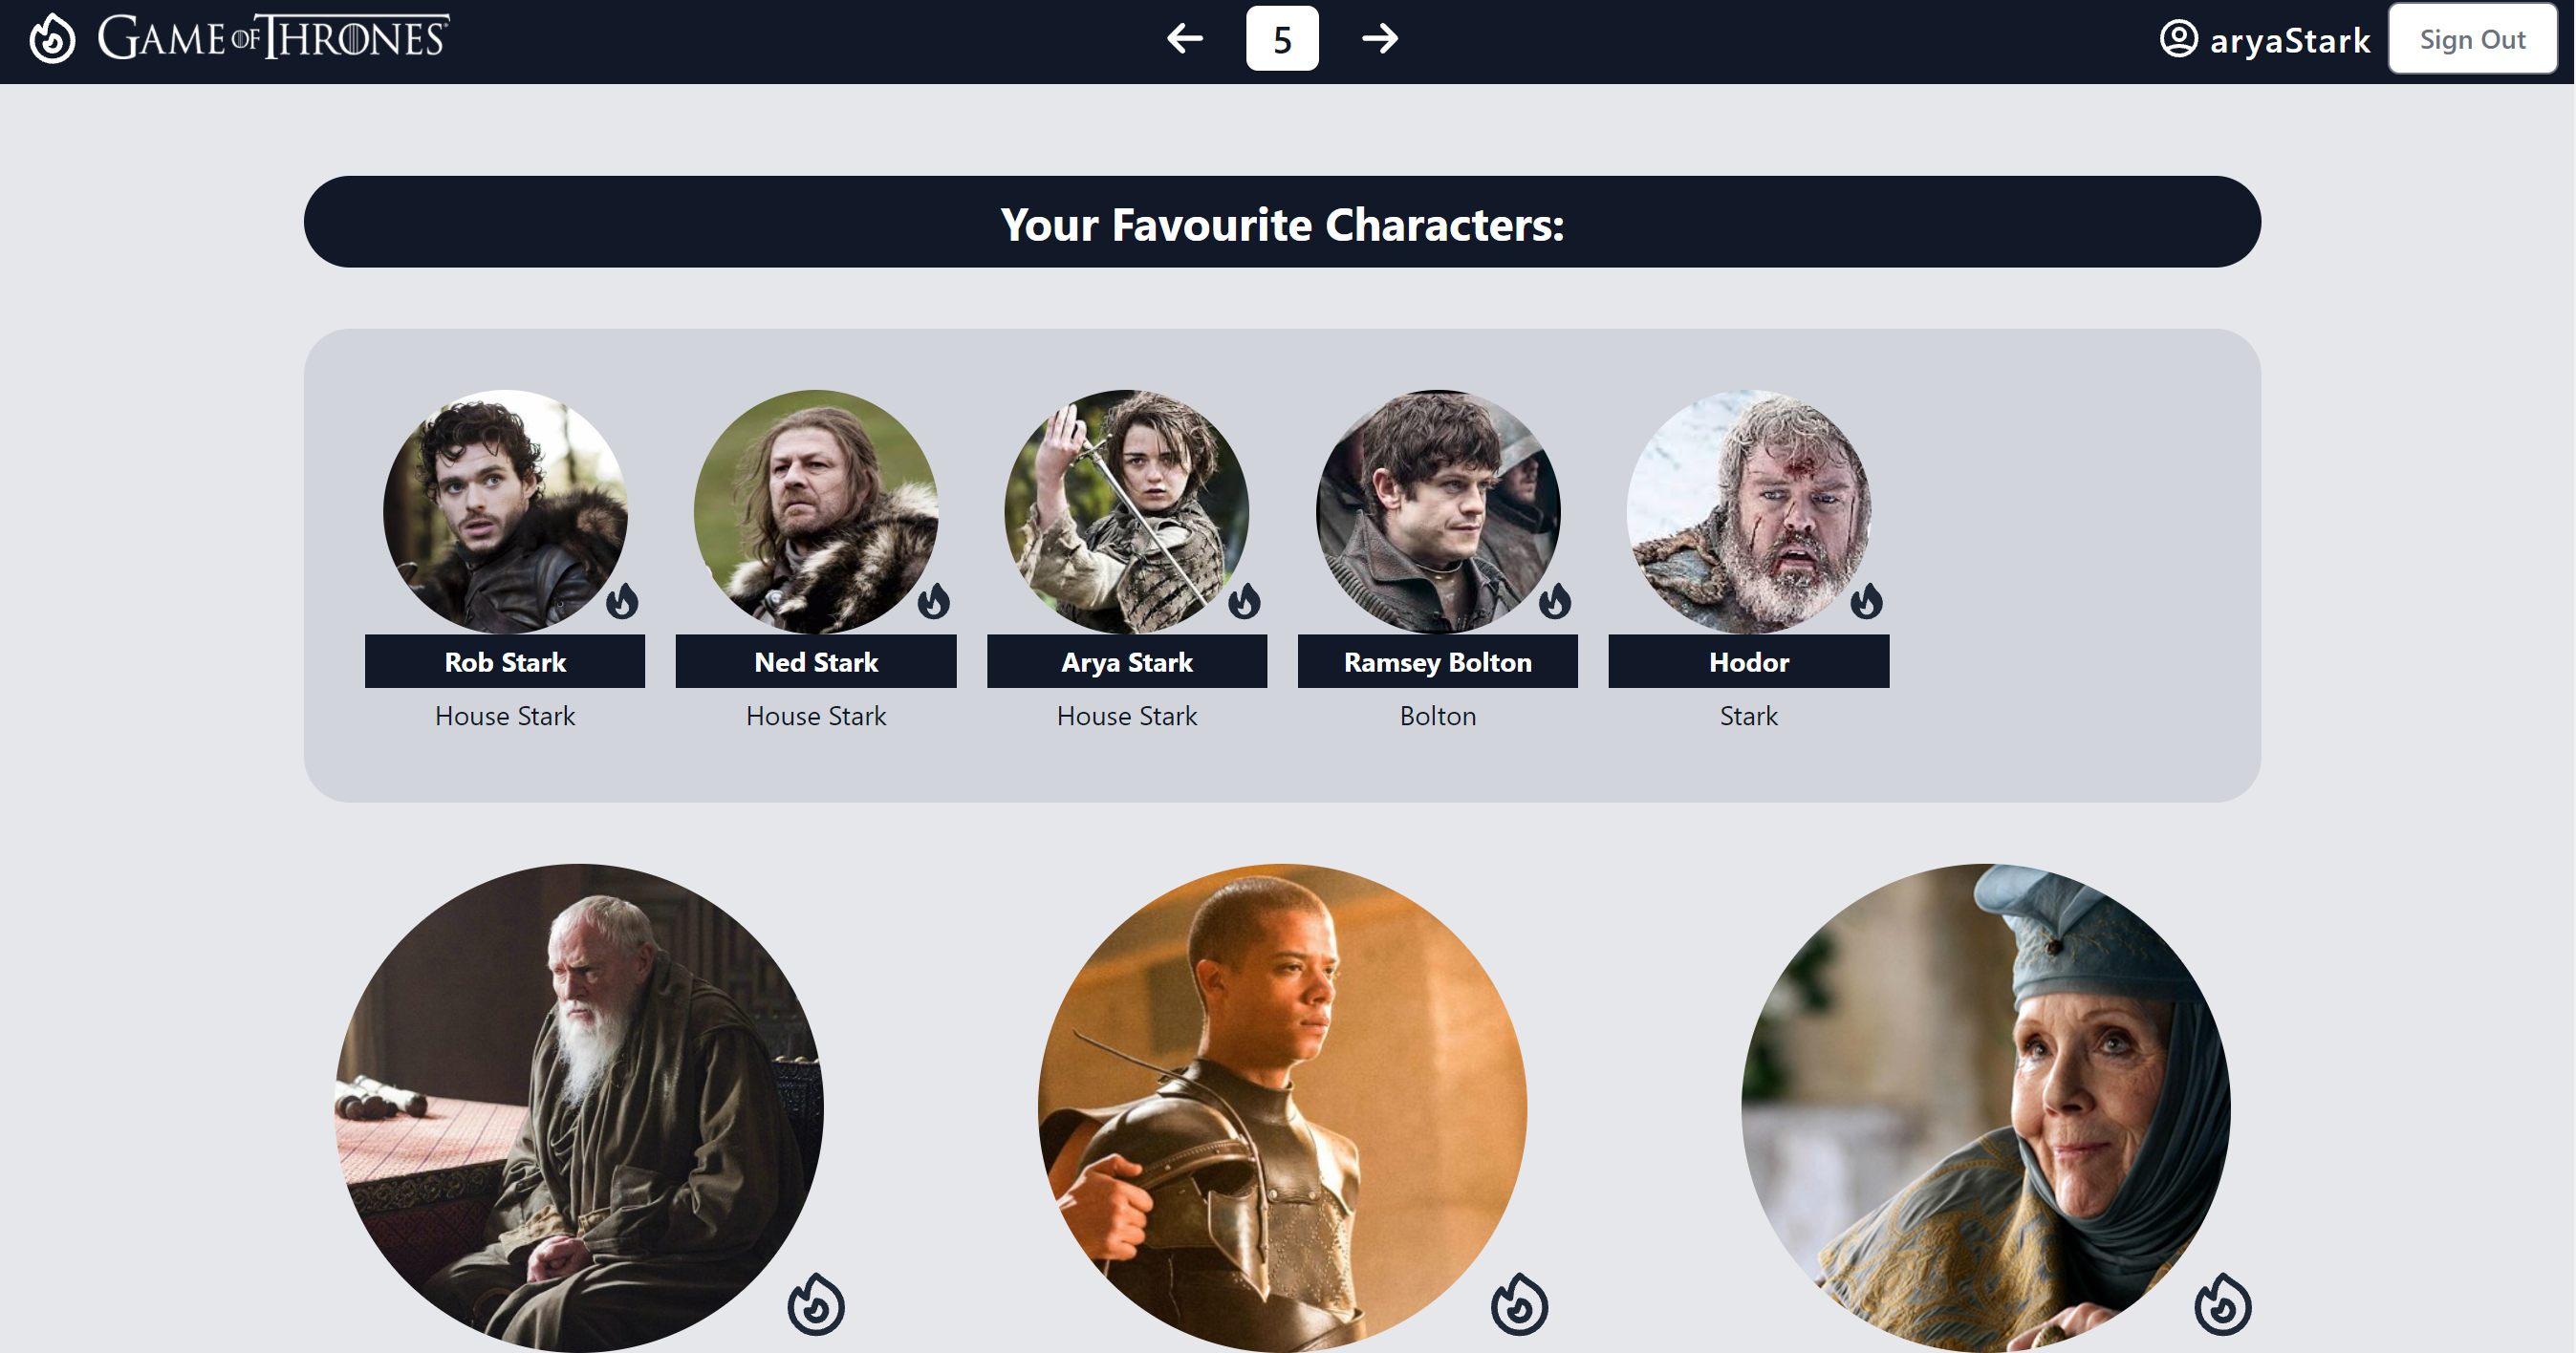 GAME OF THRONES
5
aryaStark
Sign Out
Your Favourite Characters:
Rob Stark
Ned Stark
Arya Stark
Ramsey Bolton
Hodor
House Stark
House Stark
House Stark
Bolton
Stark